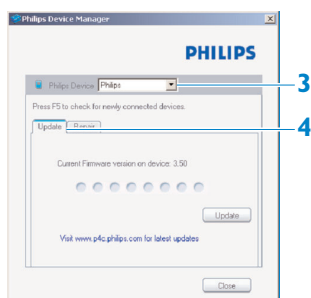 Philips Device Manager
PHILIPS
Philips Device Philips
3
Press F5 to check for newly connected devices.
Update Repair
4
Current Firmware version on device: 3.50
Update
Visit www.p4c.philips.com for latest updates
Close